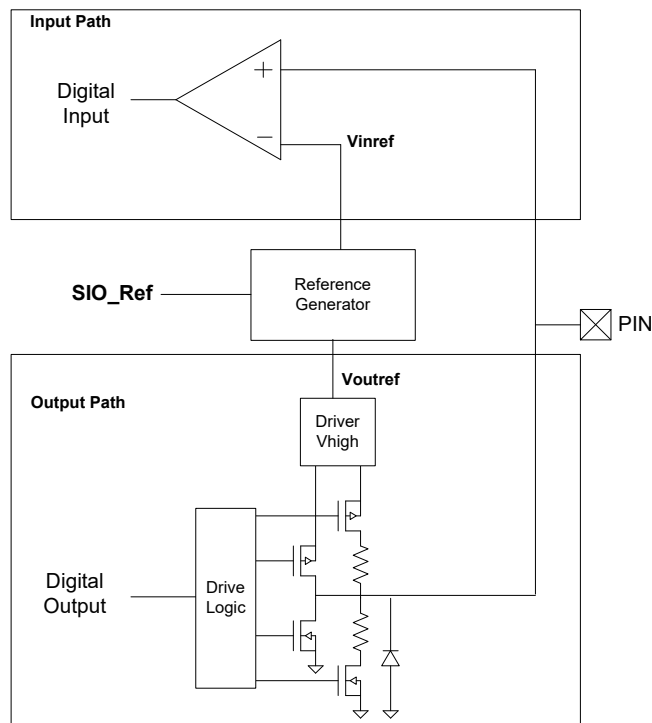 Input Path
+
Digital
Input
−
Vinref
SIO_Ref
Reference
Generator
PIN
Voutref
Output Path
Driver
Vhigh
Digital
Output
Drive
Logic